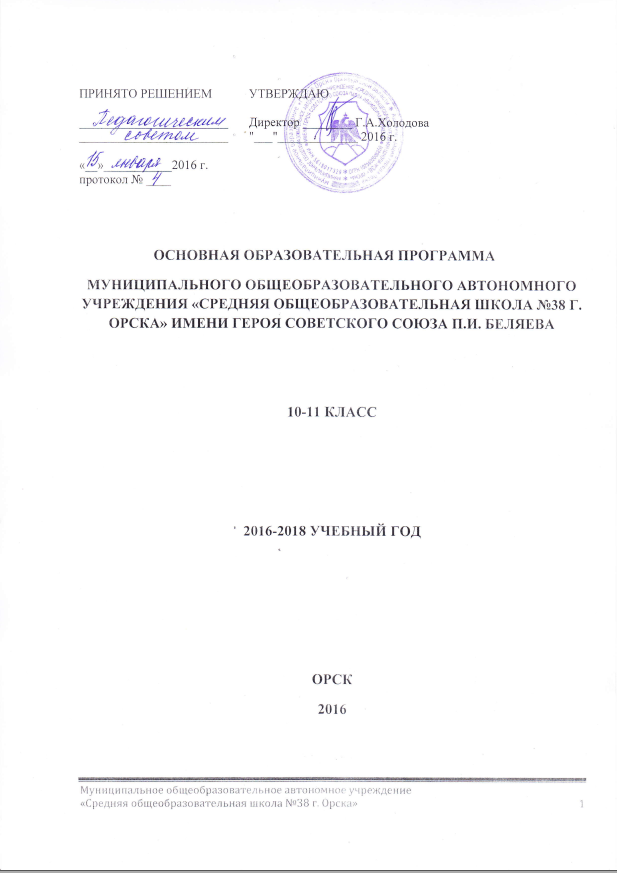 ПРИНЯТО РЕШЕНИЕМ УТВЕРЖДАЮ
Педагогическим Директор Г.А.Холодова
советом "___"____________2016 г.
«15» января 2016 г.
протокол № 4
ОСНОВНАЯ ОБРАЗОВАТЕЛЬНАЯ ПРОГРАММА
МУНИЦИПАЛЬНОГО ОБЩЕОБРАЗОВАТЕЛЬНОГО АВТОНОМНОГО
УЧРЕЖДЕНИЯ «СРЕДНЯЯ ОБЩЕОБРАЗОВАТЕЛЬНАЯ ШКОЛА №38 Г.
ОРСКА» ИМЕНИ ГЕРОЯ СОВЕТСКОГО СОЮЗА П.И. БЕЛЯЕВА
10-11 КЛАСС
2016-2018 УЧЕБНЫЙ ГОД
ОРСК
2016
Муниципальное общеобразовательное автономное учреждение
«Средняя общеобразовательная школа №38 г. Орска» 1